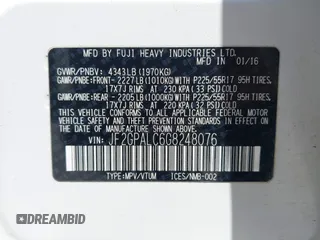 MFD BY FUJI HEAVY INDUSTRIES LTD. 01/16
GVWR/PNBV: 4343LB (1970KG)
GAWR/PNBE:FRONT-2227LB (1010KG) WITH P225/55R17 95H TIRES,
17X7J RIMS AT 230 KPA (33 PSI) COLD
GAWR/PNBE:REAR -2205LB (1000KG) WITH P225/55R17 95H TIRES,
17X7J RIMS AT 220 KPA (32 PSI) COLD
THIS VEHICLE CONFORMS TO ALL APPLICABLE FEDERAL MOTOR
VEHICLE SAFETY, BUMPER, AND THEFT PREVENTION STANDARDS
IN EFFECT ON THE DATE OF MANUFACTURE SHOWN ABOVE.
VIN: JF2GPALC6G8248076
TYPE:MPV/VTUM ICES/NMB-002